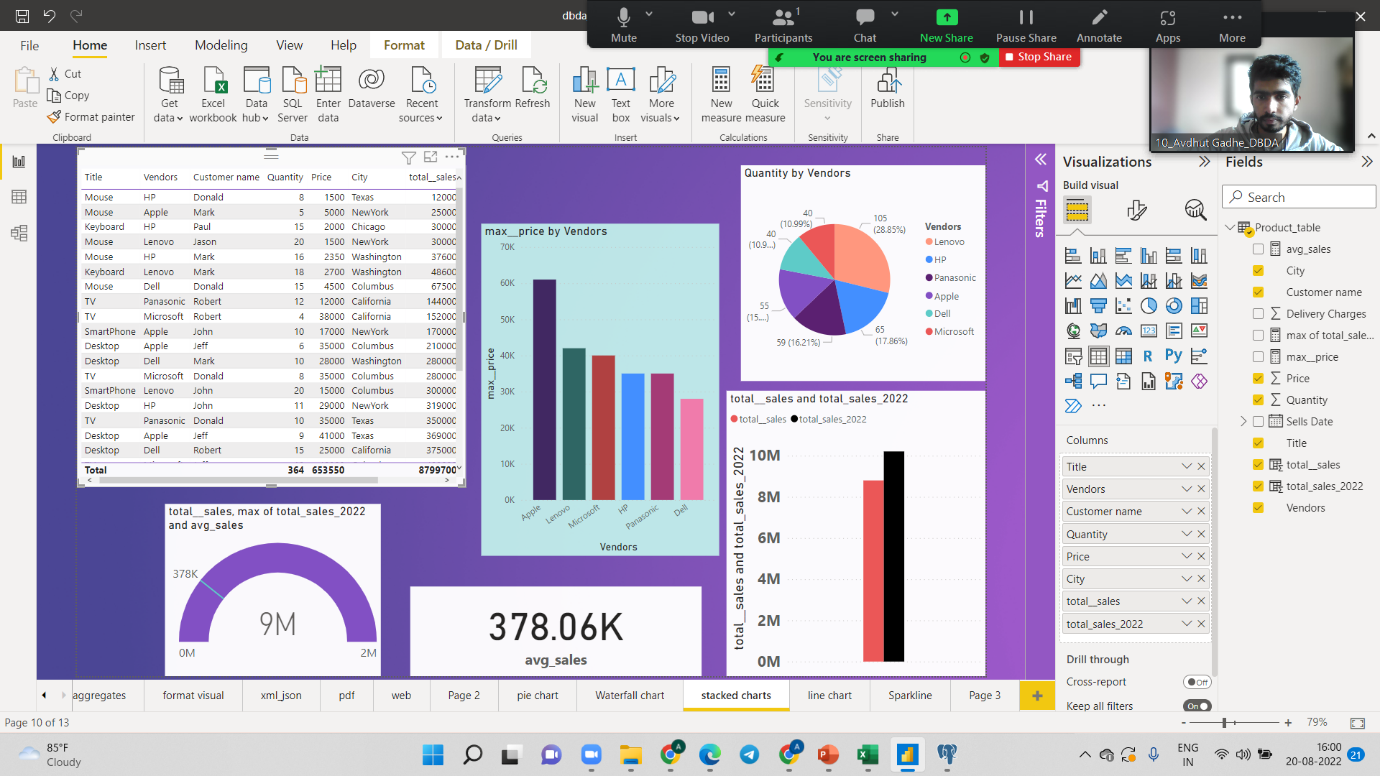 dbda
Mute
Stop Video
Participants
1
Chat
New Share
Pause Share
Annotate
Apps
More
You are screen sharing
Stop Share
10_Avdhut Gadhe_DBDA
File Home Insert Modeling View Help Format Data / Drill
Paste
Cut
Copy
Format painter
Clipboard
Get data
Excel workbook
Data hub
SQL Server
Enter data
Dataverse
Recent sources
Data
Transform data
Refresh
Queries
New visual
Text box
More visuals
Insert
New measure
Quick measure
Calculations
Sensitivity
Sensitivity
Publish
Share
Title Vendors Customer name Quantity Price City total__sales
Mouse HP Donald 8 1500 Texas 12000
Mouse Apple Mark 5 5000 NewYork 25000
Keyboard HP Paul 15 2000 Chicago 30000
Mouse Lenovo Jason 20 1500 NewYork 30000
Mouse HP Mark 16 2350 Washington 37600
Keyboard Lenovo Mark 18 2700 Washington 48600
Mouse Dell Donald 15 4500 Columbus 67500
TV Panasonic Robert 12 12000 California 144000
TV Microsoft Robert 4 38000 California 152000
SmartPhone Apple John 10 17000 NewYork 170000
Desktop Apple Jeff 6 35000 Columbus 210000
Desktop Dell Mark 10 28000 Washington 280000
TV Microsoft Donald 8 35000 Columbus 280000
SmartPhone Lenovo John 20 15000 Columbus 300000
Desktop HP John 11 29000 NewYork 319000
TV Panasonic Donald 10 35000 Texas 350000
Desktop Apple Jeff 9 41000 Texas 369000
Desktop Dell Robert 15 25000 California 375000
Total 364 653550 8799700
max__price by Vendors
70K
60K
50K
40K
30K
20K
10K
0K
max__price
Apple
Lenovo
Microsoft
HP
Panasonic
Dell
Vendors
Quantity by Vendors
40
(10.99%)
105
(28.85%)
40
(10.9...)
55
(15....)
59 (16.21%)
65
(17.86%)
Vendors
Lenovo
HP
Panasonic
Apple
Dell
Microsoft
total__sales and total_sales_2022
total__sales total_sales_2022
10M
8M
6M
4M
2M
0M
total__sales and total_sales_2022
total__sales, max of total_sales_2022
and avg_sales
378K
9M
0M
2M
378.06K
avg_sales
Filters
Visualizations
Build visual
123
R
Py
Columns
Title
Vendors
Customer name
Quantity
Price
City
total__sales
total_sales_2022
Drill through
Cross-report
Off
Keep all filters
On
Fields
Search
Product_table
avg_sales
City
Customer name
Delivery Charges
max of total_sale...
max__price
Price
Quantity
Sells Date
Title
total__sales
total_sales_2022
Vendors
aggregates format visual xml_json pdf web Page 2 pie chart Waterfall chart stacked charts line chart Sparkline Page 3
Page 10 of 13
79%
85°F
Cloudy
ENG
IN
16:00
20-08-2022
21